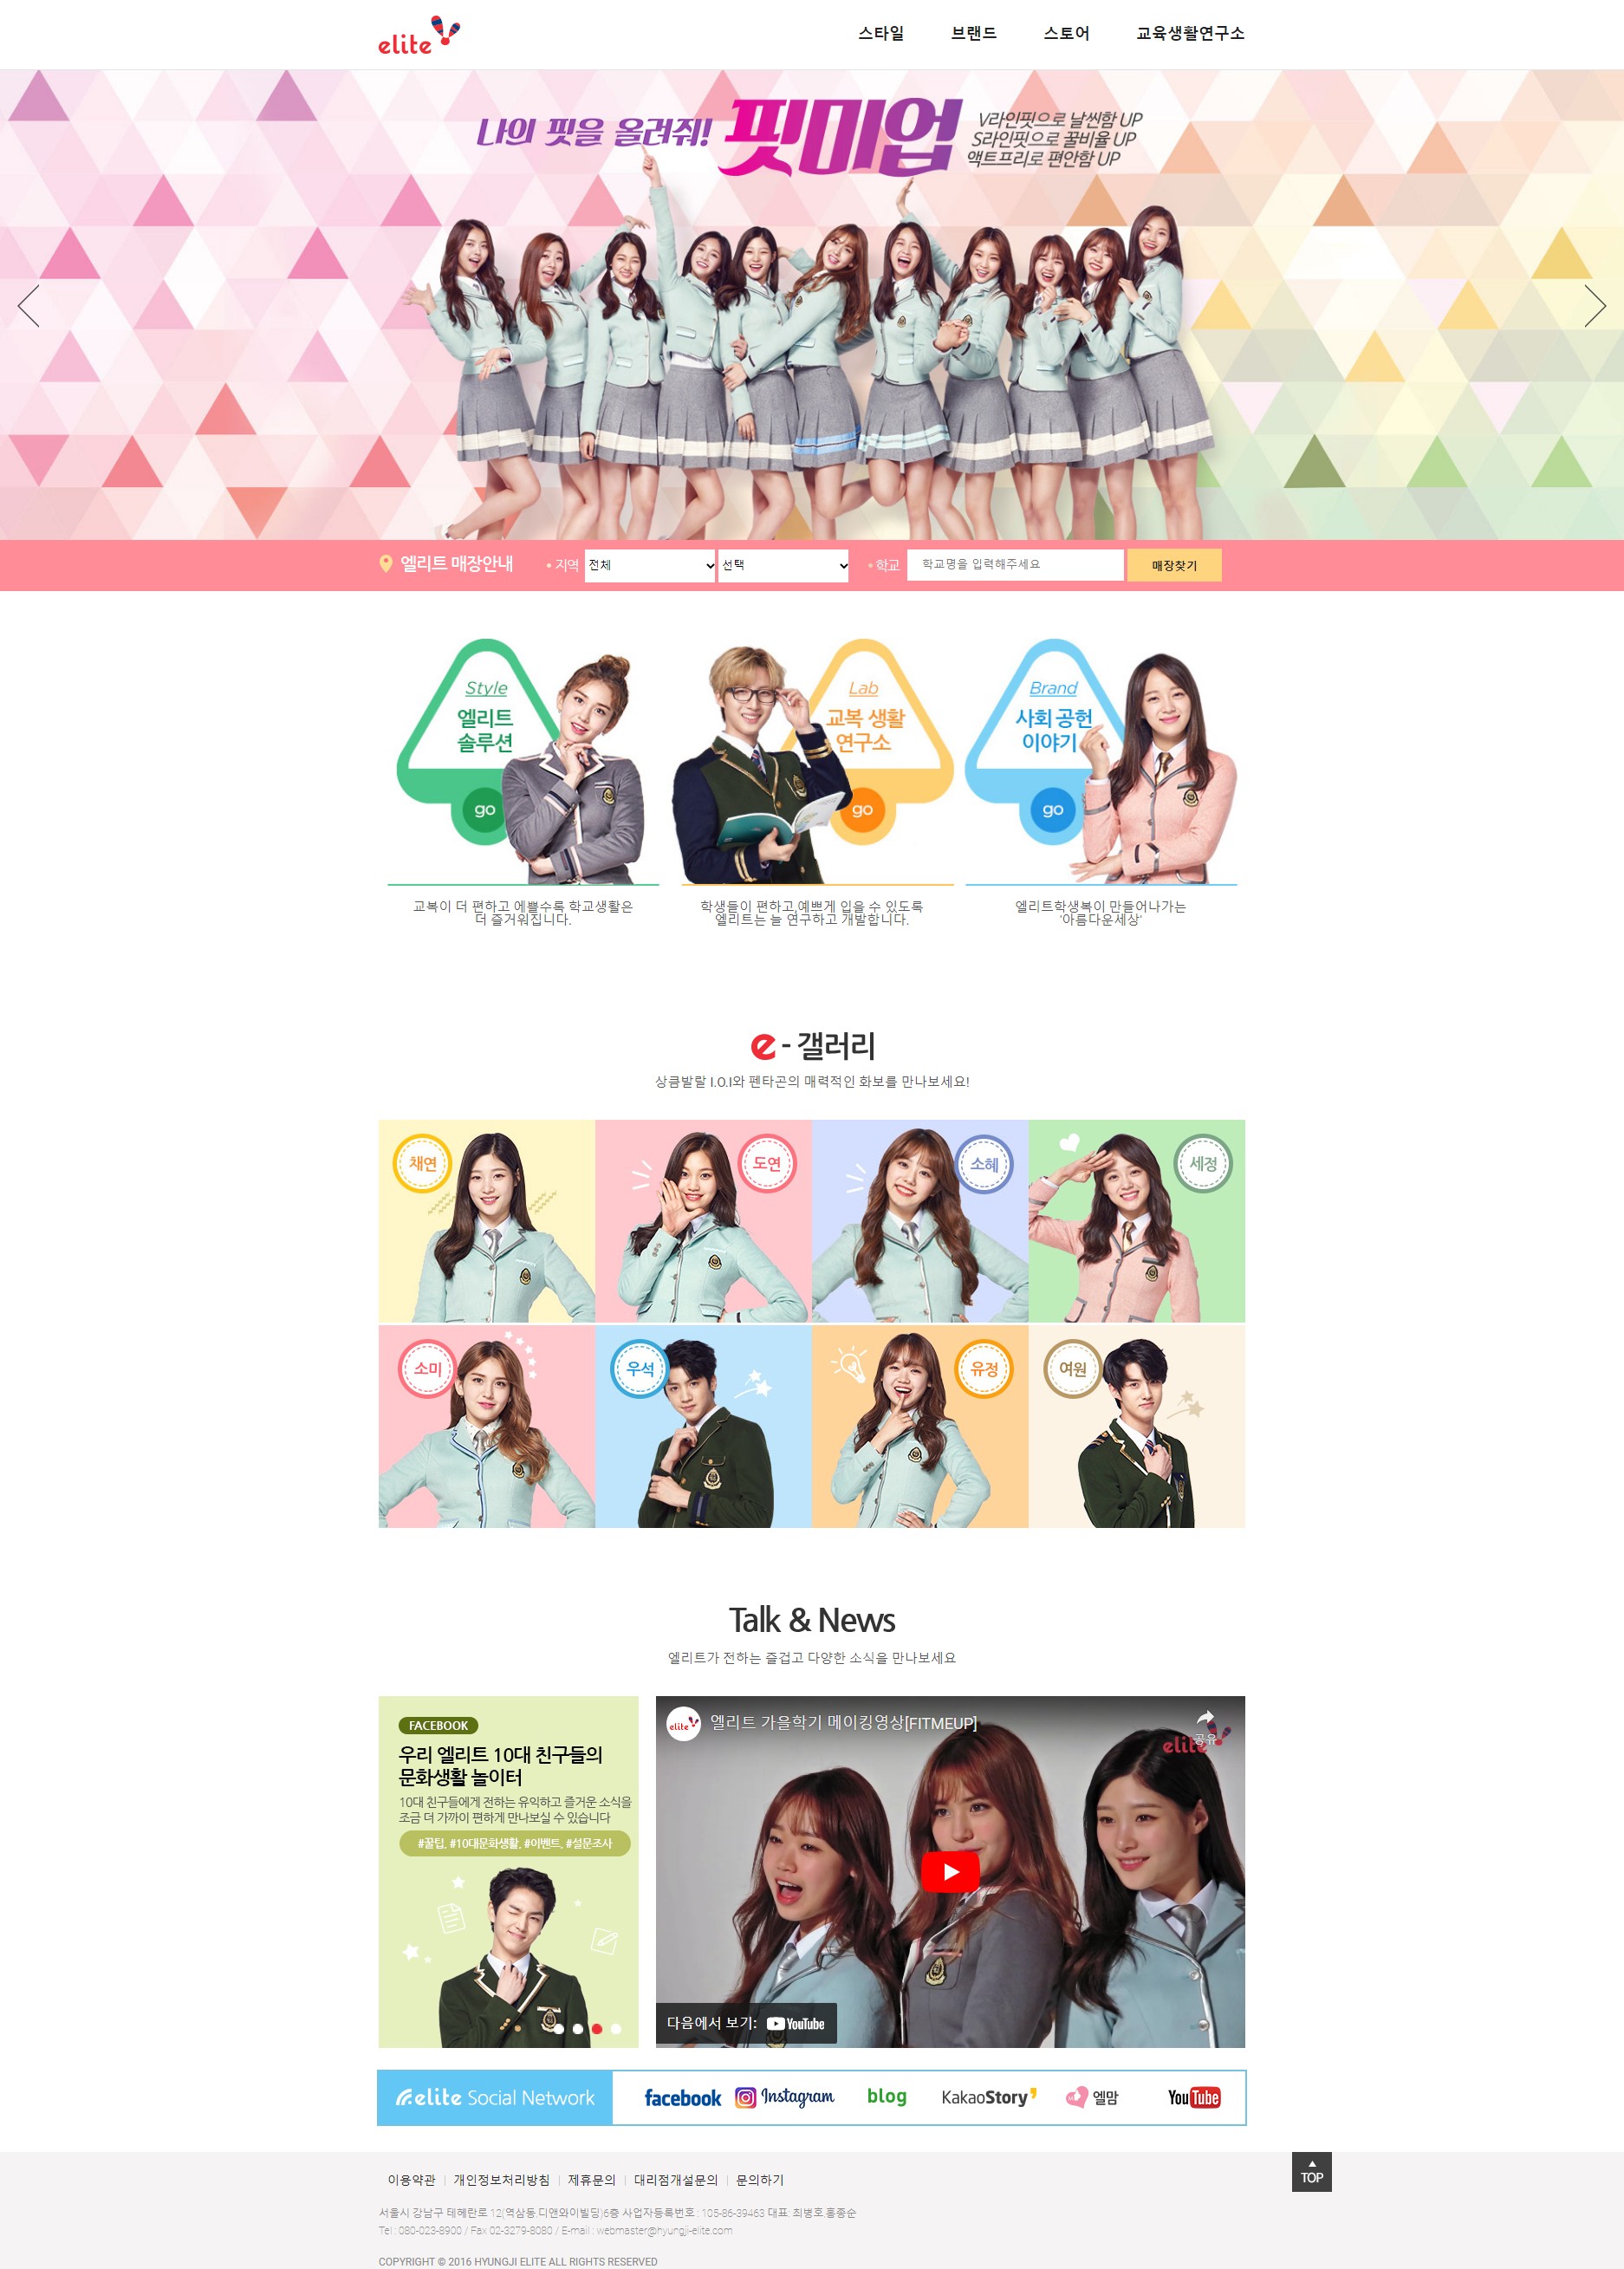 elite
스타일 브랜드 스토어 교육생활연구소
나의 핏을 올려줘! 핏미업
V라인핏으로 날씬함 UP
S라인핏으로 꿀비율 UP
액트프리로 편안함 UP
엘리트 매장안내 • 지역 전체 선택 • 학교 학교명을 입력해주세요 매장찾기
Style
엘리트
솔루션
go
Lab
교복 생활
연구소
go
Brand
사회 공헌
이야기
go
교복이 더 편하고 예쁠수록 학교생활은
더 즐거워집니다.
학생들이 편하고,예쁘게 입을 수 있도록
엘리트는 늘 연구하고 개발합니다.
엘리트학생복이 만들어나가는
'아름다운세상'
e - 갤러리
상큼발랄 I.O.I와 펜타곤의 매력적인 화보를 만나보세요!
채연
도연
소혜
세정
소미
우석
유정
여원
Talk & News
엘리트가 전하는 즐겁고 다양한 소식을 만나보세요
FACEBOOK
우리 엘리트 10대 친구들의
문화생활 놀이터
10대 친구들에게 전하는 유익하고 즐거운 소식을
조금 더 가까이 편하게 만나보실 수 있습니다
#꿀팁, #10대문화생활, #이벤트, #설문조사
elite 엘리트 가을학기 메이킹영상[FITMEUP]
공유
elite
다음에서 보기: YouTube
elite Social Network facebook Instagram blog KakaoStory 엘맘 YouTube
이용약관 | 개인정보처리방침 | 제휴문의 | 대리점개설문의 | 문의하기
TOP
서울시 강남구 테헤란로 12(역삼동.디앤와이빌딩)6층 사업자등록번호 : 105-86-39463 대표: 최병호,홍종순
Tel : 080-023-8900 / Fax 02-3279-8080 / E-mail : webmaster@hyungji-elite.com
COPYRIGHT © 2016 HYUNGJI ELITE ALL RIGHTS RESERVED